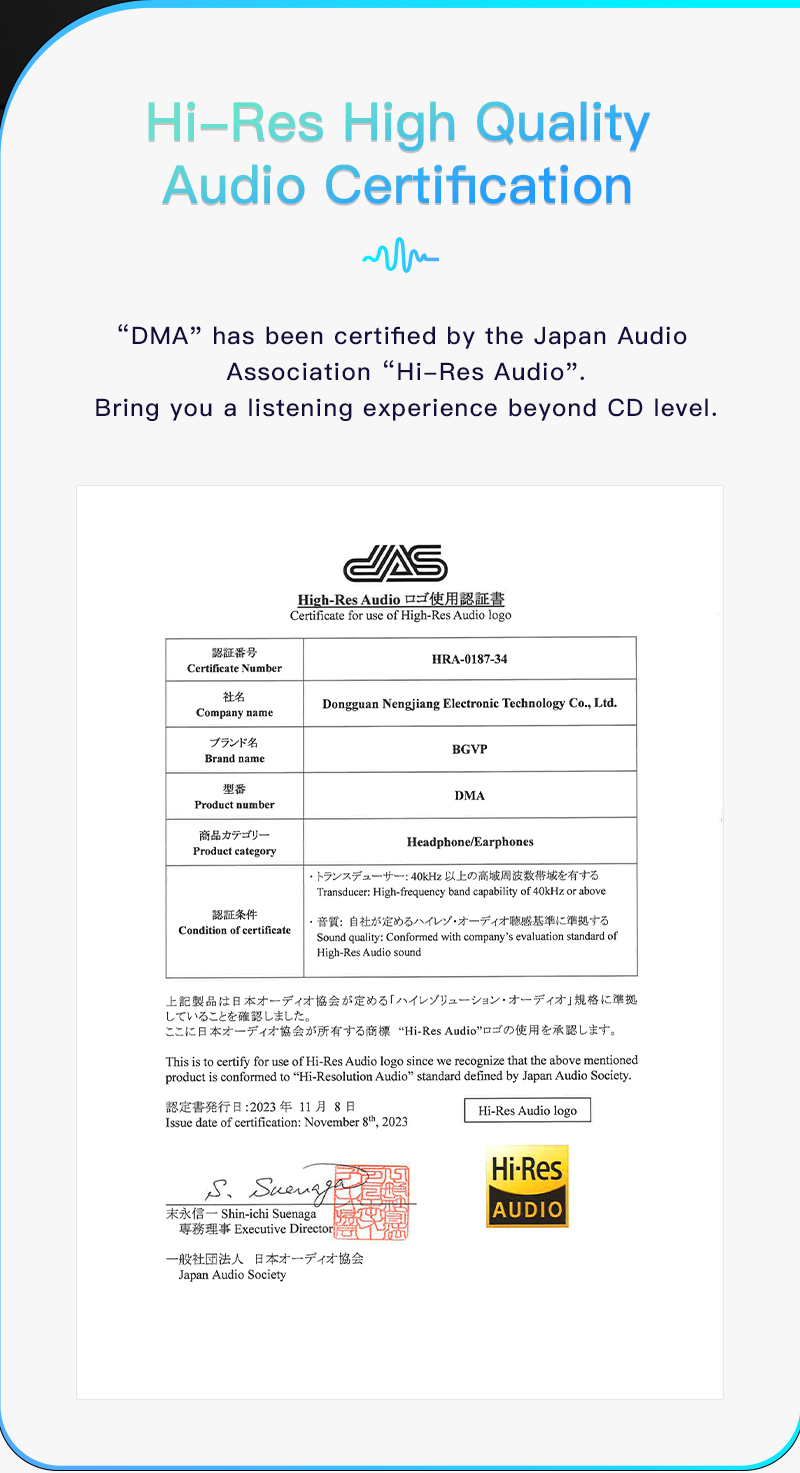 Hi–Res High Quality
Audio Certification
“DMA” has been certified by the Japan Audio
Association “Hi–Res Audio”.
Bring you a listening experience beyond CD level.
JAS
High-Res Audio ロゴ使用認証書
Certificate for use of High-Res Audio logo
認証番号
Certificate Number
HRA-0187-34
社名
Company name
Dongguan Nengjiang Electronic Technology Co., Ltd.
ブランド名
Brand name
BGVP
型番
Product number
DMA
商品カテゴリー
Product category
Headphone/Earphones
認証条件
Condition of certificate
・トランスデューサー: 40kHz 以上の高域周波数帯域を有する
Transducer: High-frequency band capability of 40kHz or above
・音質: 自社が定めるハイレゾ・オーディオ聴感基準に準拠する
Sound quality: Conformed with company’s evaluation standard of
High-Res Audio sound
上記製品は日本オーディオ協会が定める「ハイレゾリューション・オーディオ」規格に準拠
していることを確認しました。
ここに日本オーディオ協会が所有する商標 “Hi-Res Audio”ロゴの使用を承認します。
This is to certify for use of Hi-Res Audio logo since we recognize that the above mentioned
product is conformed to “Hi-Resolution Audio” standard defined by Japan Audio Society.
認定書発行日:2023 年 11 月 8 日
Issue date of certification: November 8th, 2023
Hi-Res Audio logo
Hi-Res
AUDIO
S. Suenaga
末永信一 Shin-ichi Suenaga
専務理事 Executive Director
一般社団法人 日本オーディオ協会
Japan Audio Society